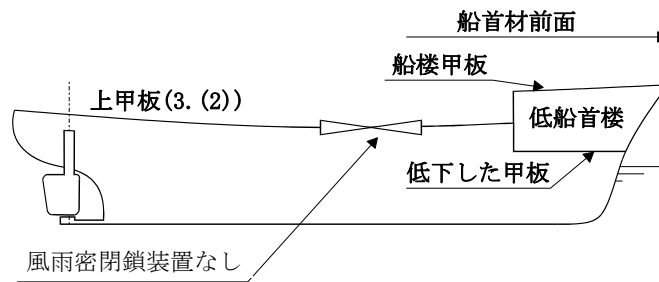 船首材前面
船楼甲板
上甲板(3.(2))
低船首楼
低下した甲板
風雨密閉鎖装置なし